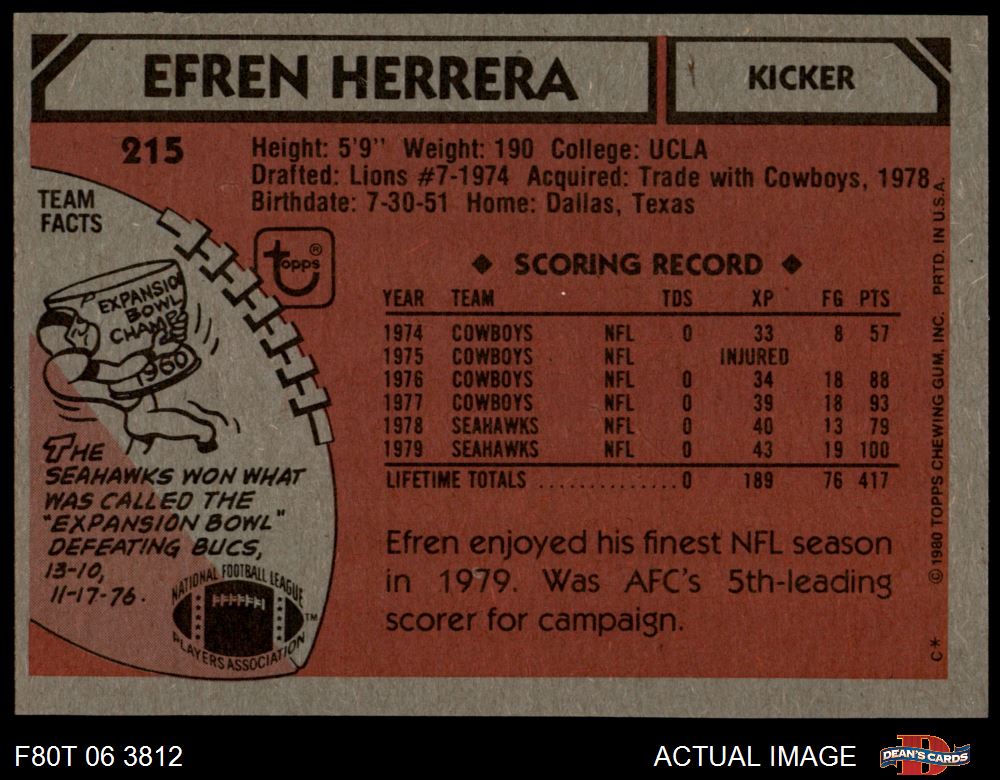 EFREN HERRERA
KICKER
215
Height: 5'9" Weight: 190 College: UCLA
Drafted: Lions #7-1974 Acquired: Trade with Cowboys, 1978
Birthdate: 7-30-51 Home: Dallas, Texas
TEAM
FACTS
topps®
EXPANSIO
BOWL
CHAMP
1960
THE
SEAHAWKS WON WHAT
WAS CALLED THE
"EXPANSION BOWL"
DEFEATING BUCS,
13-10,
11-17-76.
NATIONAL FOOTBALL LEAGUE
PLAYERS ASSOCIATION
TM
◆ SCORING RECORD ◆
YEAR TEAM TDS XP FG PTS
1974 COWBOYS NFL 0 33 8 57
1975 COWBOYS NFL INJURED
1976 COWBOYS NFL 0 34 18 88
1977 COWBOYS NFL 0 39 18 93
1978 SEAHAWKS NFL 0 40 13 79
1979 SEAHAWKS NFL 0 43 19 100
LIFETIME TOTALS ..............0 189 76 417
Efren enjoyed his finest NFL season
in 1979. Was AFC's 5th-leading
scorer for campaign.
C* © 1980 TOPPS CHEWING GUM, INC. PRTD. IN U.S.A.
F80T 06 3812
ACTUAL IMAGE
DEAN'S CARDS